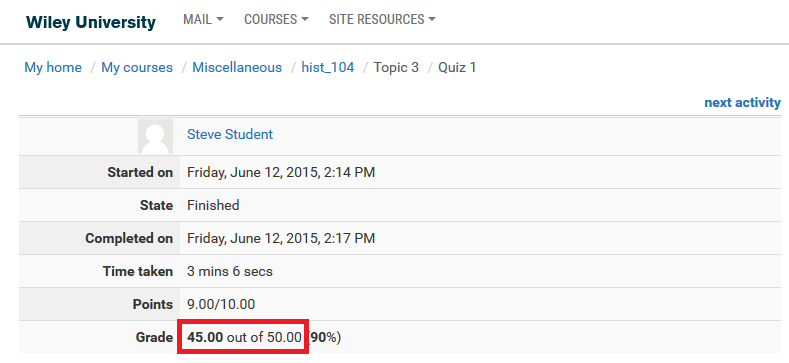 Wiley University MAIL COURSES SITE RESOURCES
My home / My courses / Miscellaneous / hist_104 / Topic 3 / Quiz 1
next activity
Steve Student
Started on Friday, June 12, 2015, 2:14 PM
State Finished
Completed on Friday, June 12, 2015, 2:17 PM
Time taken 3 mins 6 secs
Points 9.00/10.00
Grade 45.00 out of 50.00 (90%)